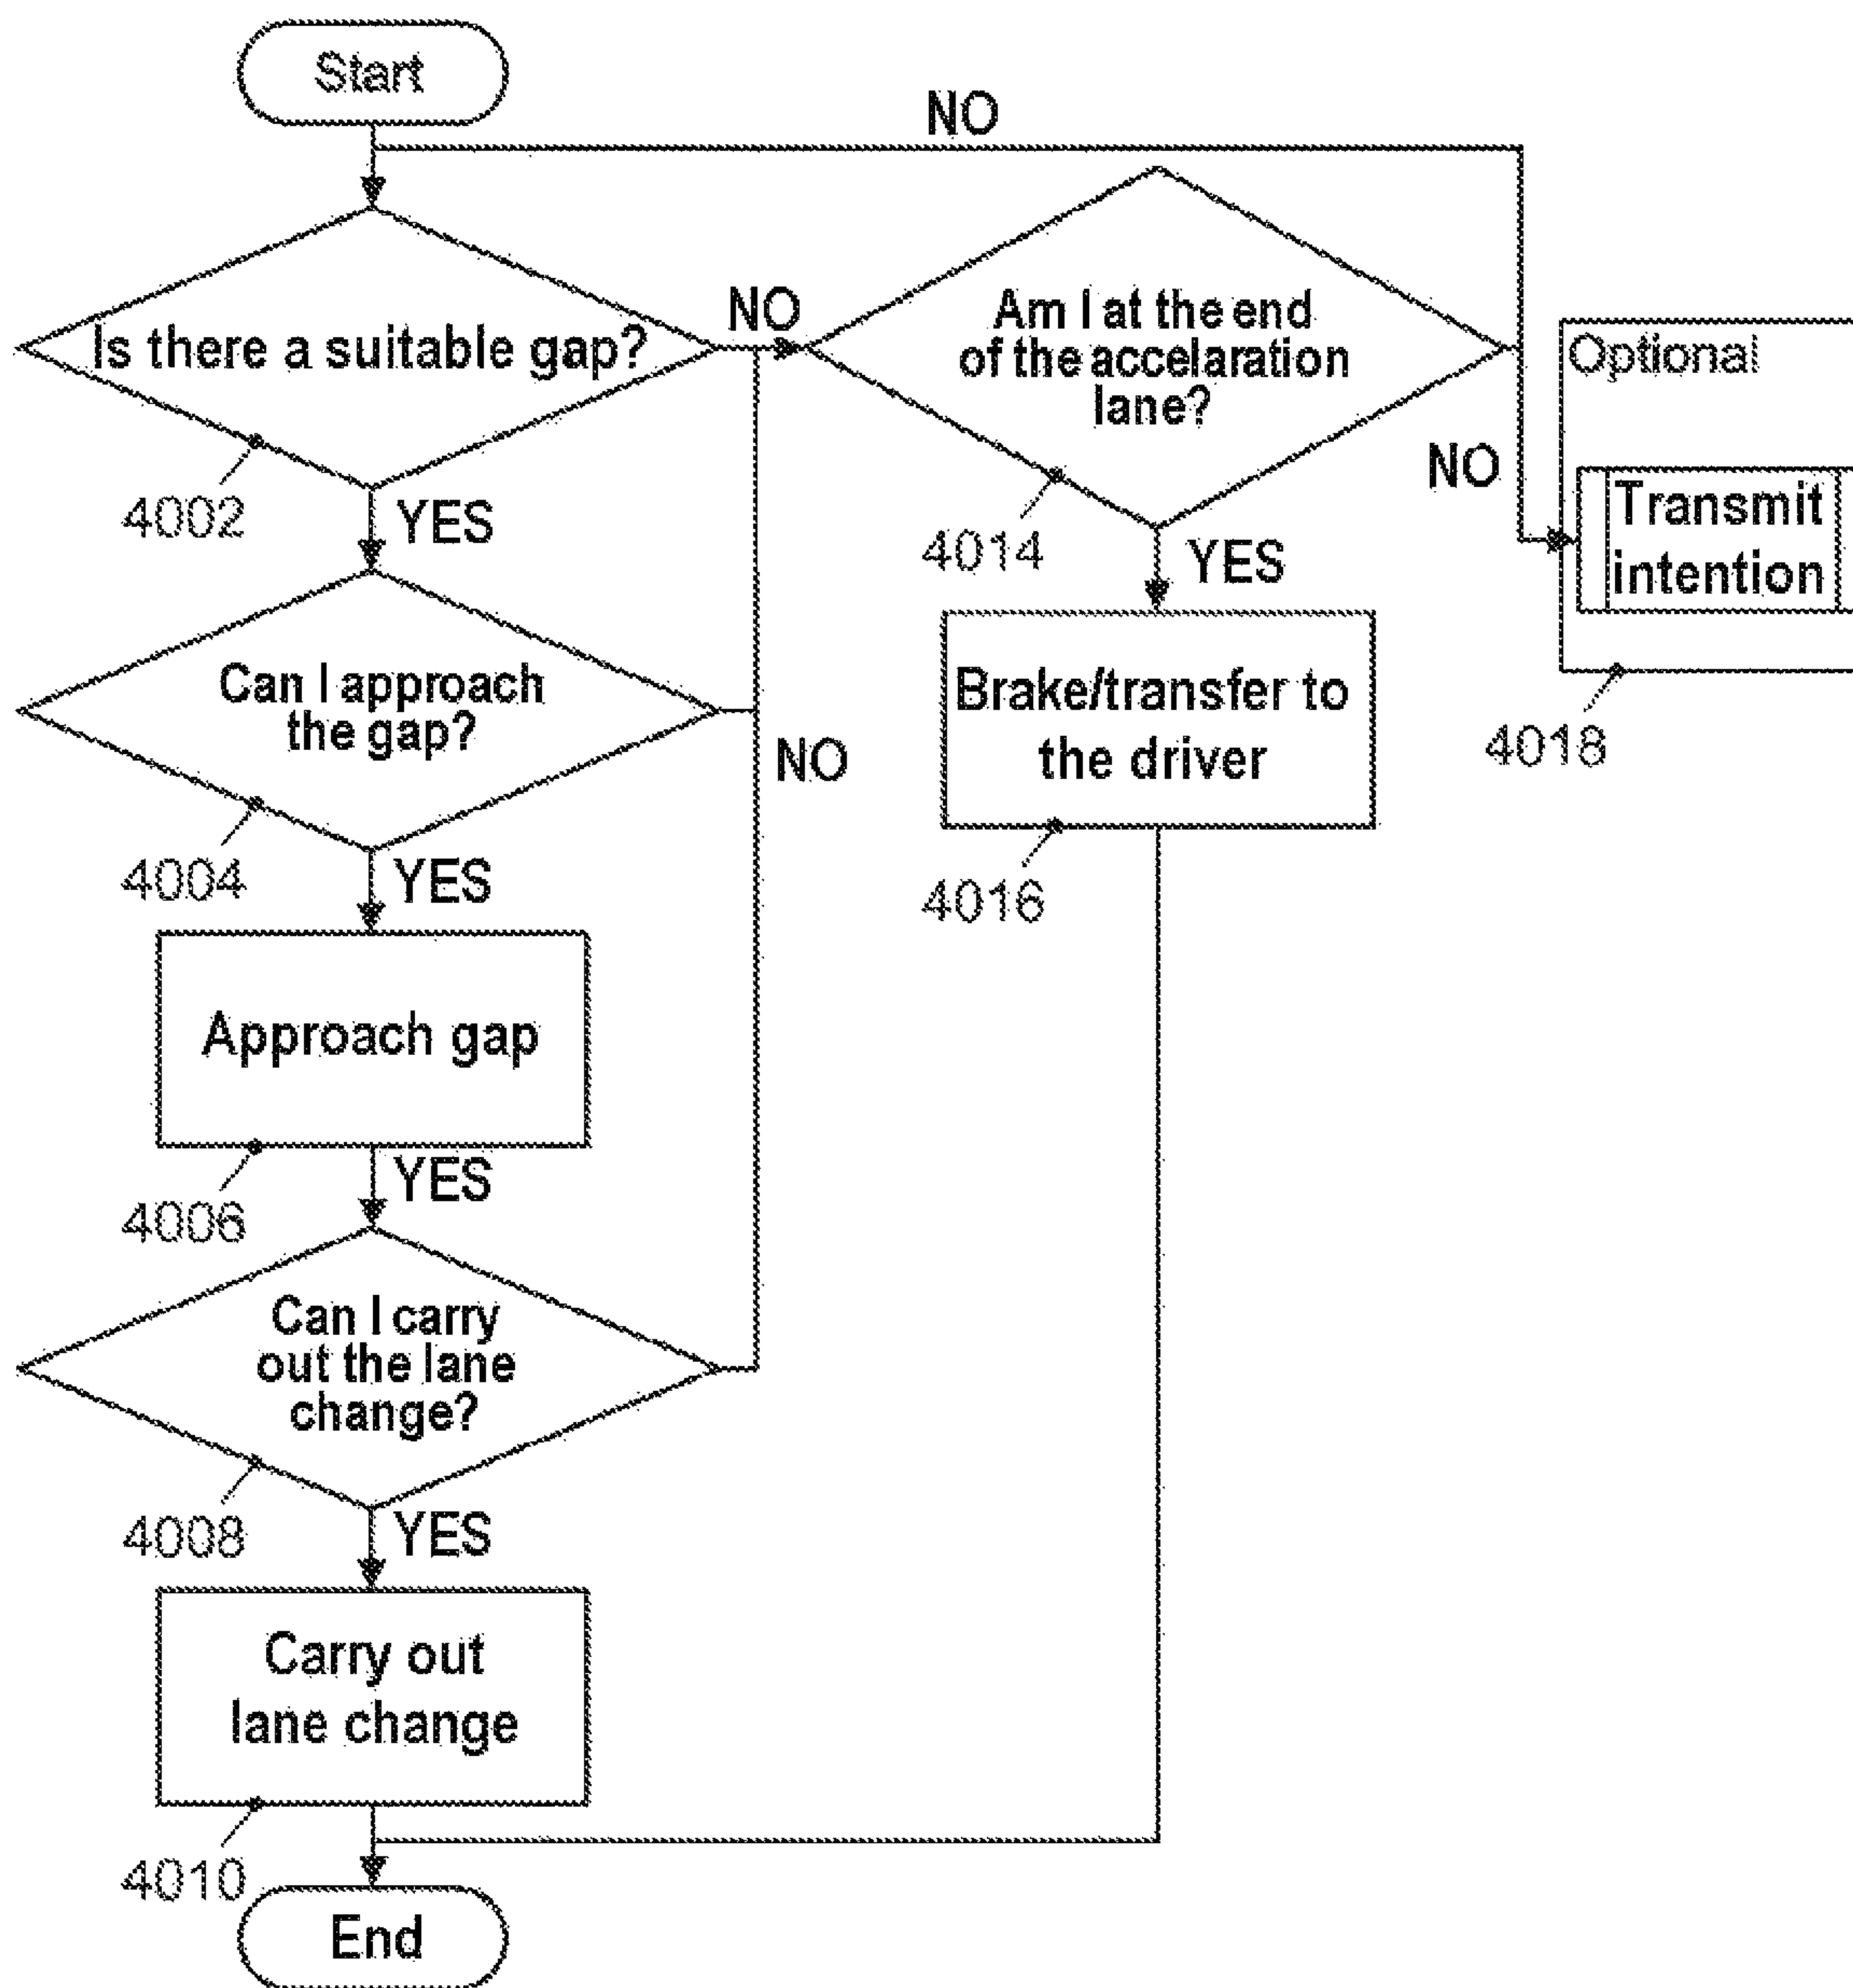 Start
NO
Is there a suitable gap?
NO
Am I at the end
of the accelaration
lane?
Optional
4002
YES
4014
YES
NO
Transmit
intention
Can I approach
the gap?
NO
Brake/transfer to
the driver
4018
4004
YES
4016
Approach gap
4006
YES
Can I carry
out the lane
change?
4008
YES
Carry out
lane change
4010
End